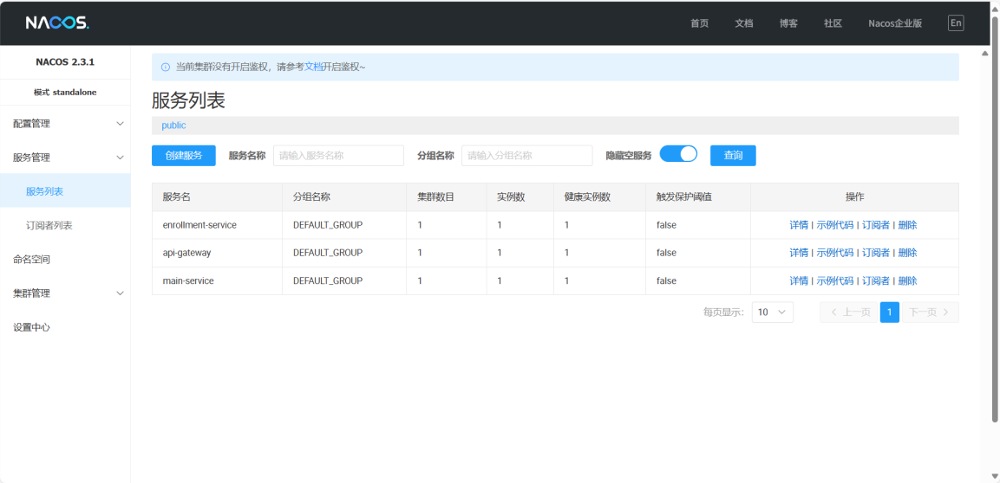 NACOS.
首页 文档 博客 社区 Nacos企业版 En
NACOS 2.3.1
模式 standalone
配置管理
服务管理
服务列表
订阅者列表
命名空间
集群管理
设置中心
当前集群没有开启鉴权，请参考文档开启鉴权~
服务列表
public
创建服务 服务名称 请输入服务名称 分组名称 请输入分组名称 隐藏空服务 查询
服务名 分组名称 集群数目 实例数 健康实例数 触发保护阈值 操作
enrollment-service DEFAULT_GROUP 1 1 1 false 详情 | 示例代码 | 订阅者 | 删除
api-gateway DEFAULT_GROUP 1 1 1 false 详情 | 示例代码 | 订阅者 | 删除
main-service DEFAULT_GROUP 1 1 1 false 详情 | 示例代码 | 订阅者 | 删除
每页显示: 10 上一页 1 下一页